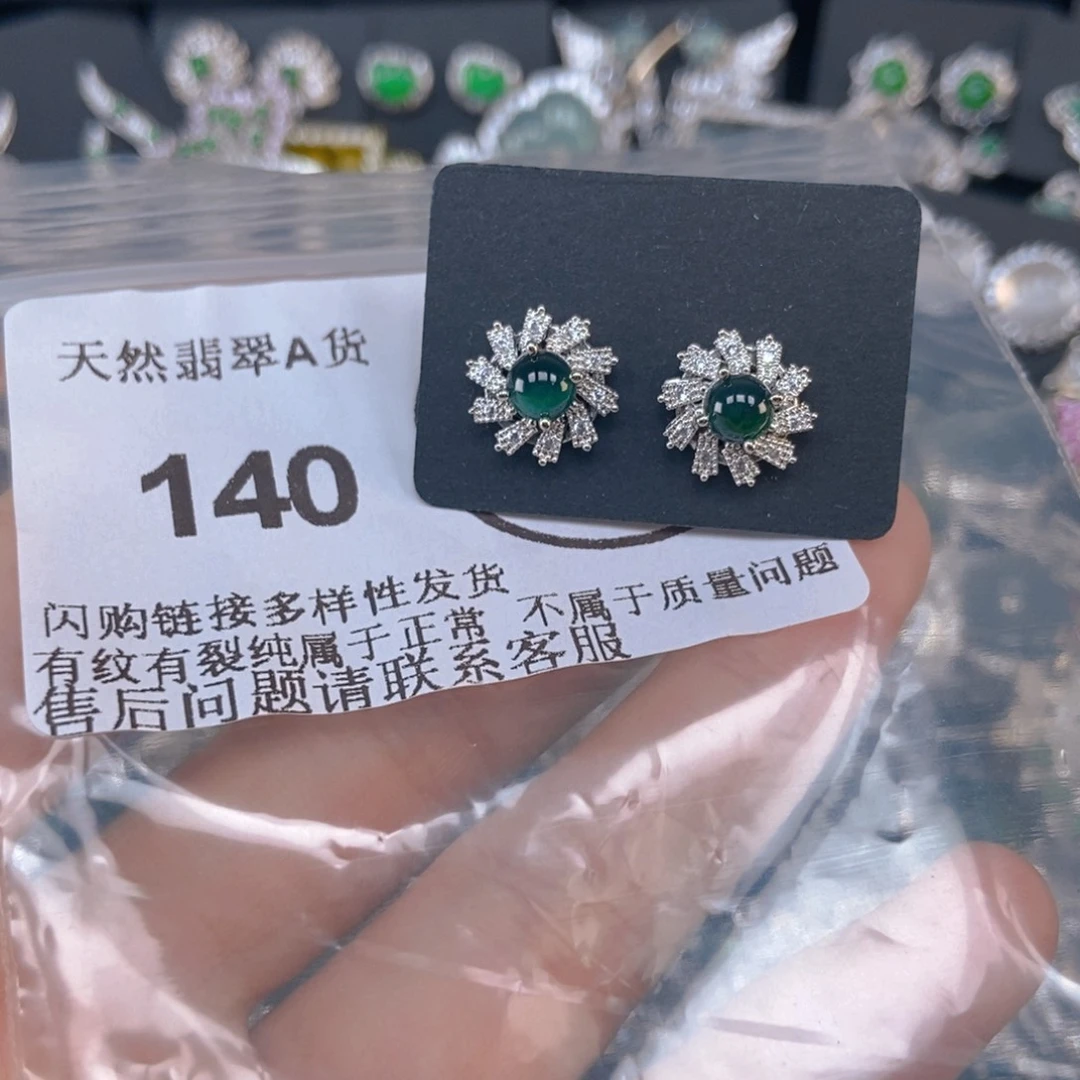 天然翡翠A货
140
闪购链接多样性发货
有纹有裂纯属于正常 不属于质量问题
售后问题请联系客服